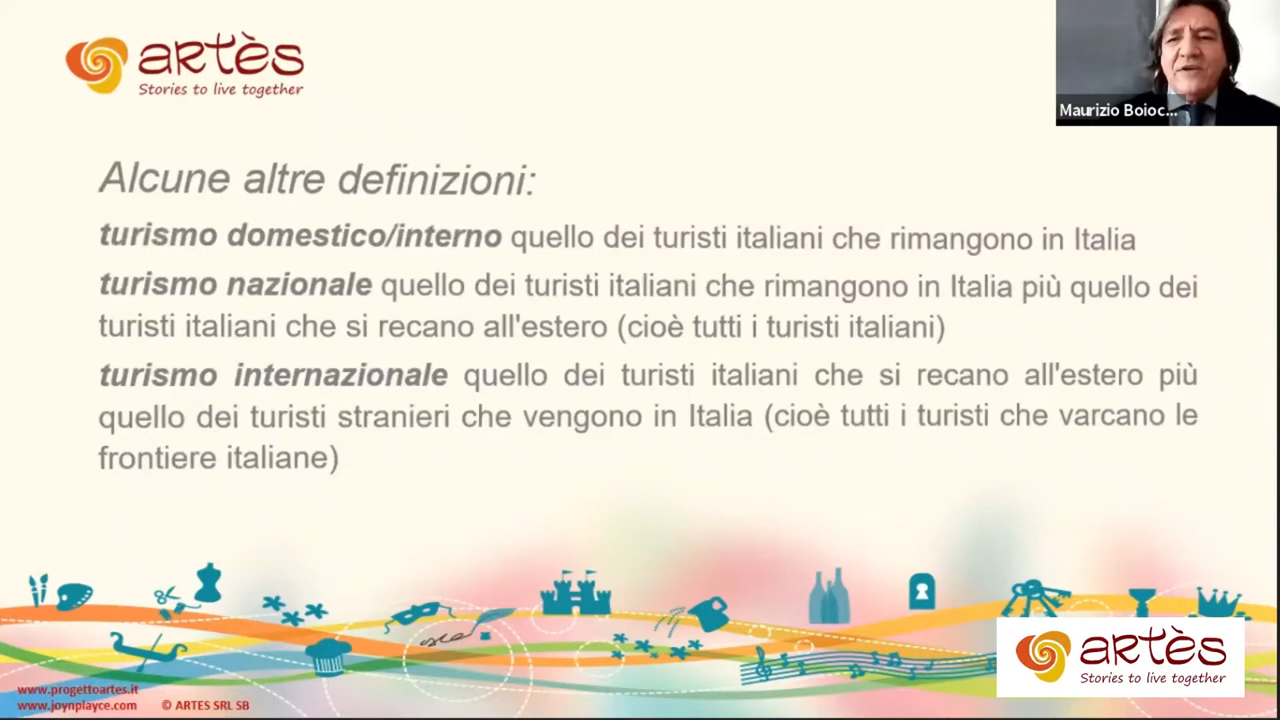 artès
Stories to live together
Maurizio Boioc...
Alcune altre definizioni:
turismo domestico/interno quello dei turisti italiani che rimangono in Italia
turismo nazionale quello dei turisti italiani che rimangono in Italia più quello dei
turisti italiani che si recano all'estero (cioè tutti i turisti italiani)
turismo internazionale quello dei turisti italiani che si recano all'estero più
quello dei turisti stranieri che vengono in Italia (cioè tutti i turisti che varcano le
frontiere italiane)
artès
Stories to live together
www.progettoartes.it
www.joynplayce.com © ARTES SRL SB